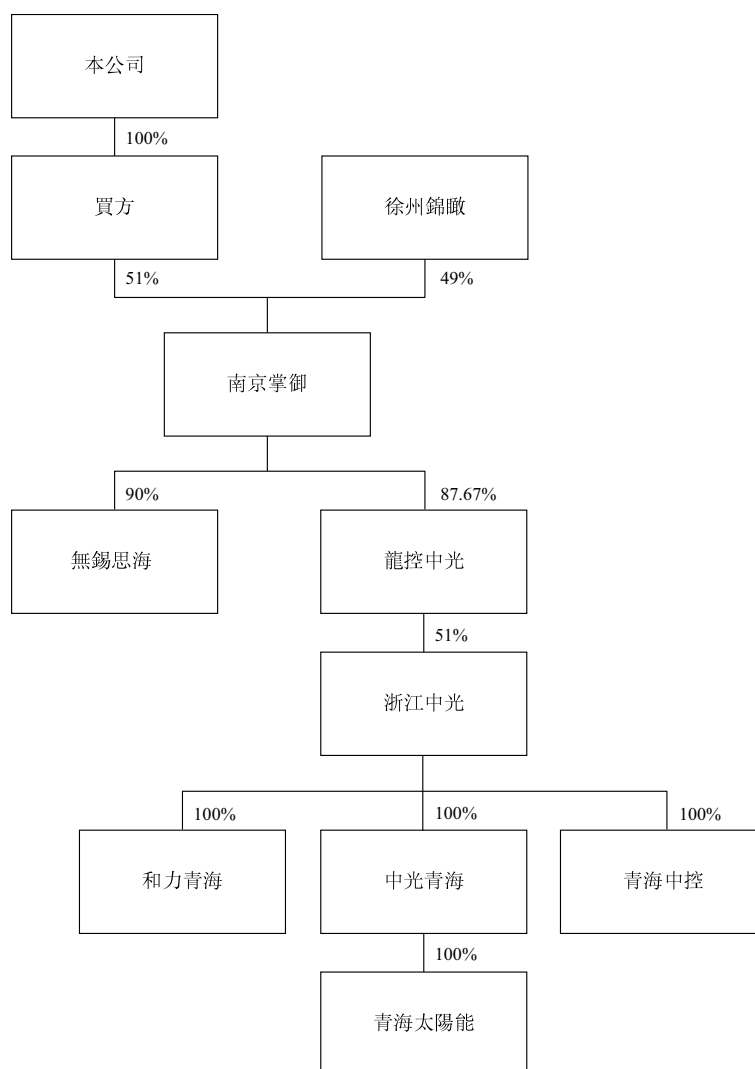 本公司
100%
買方
徐州錦瞰
51%
49%
南京掌御
90%
87.67%
無錫思海
龍控中光
51%
浙江中光
100%
100%
100%
和力青海
中光青海
青海中控
100%
青海太陽能